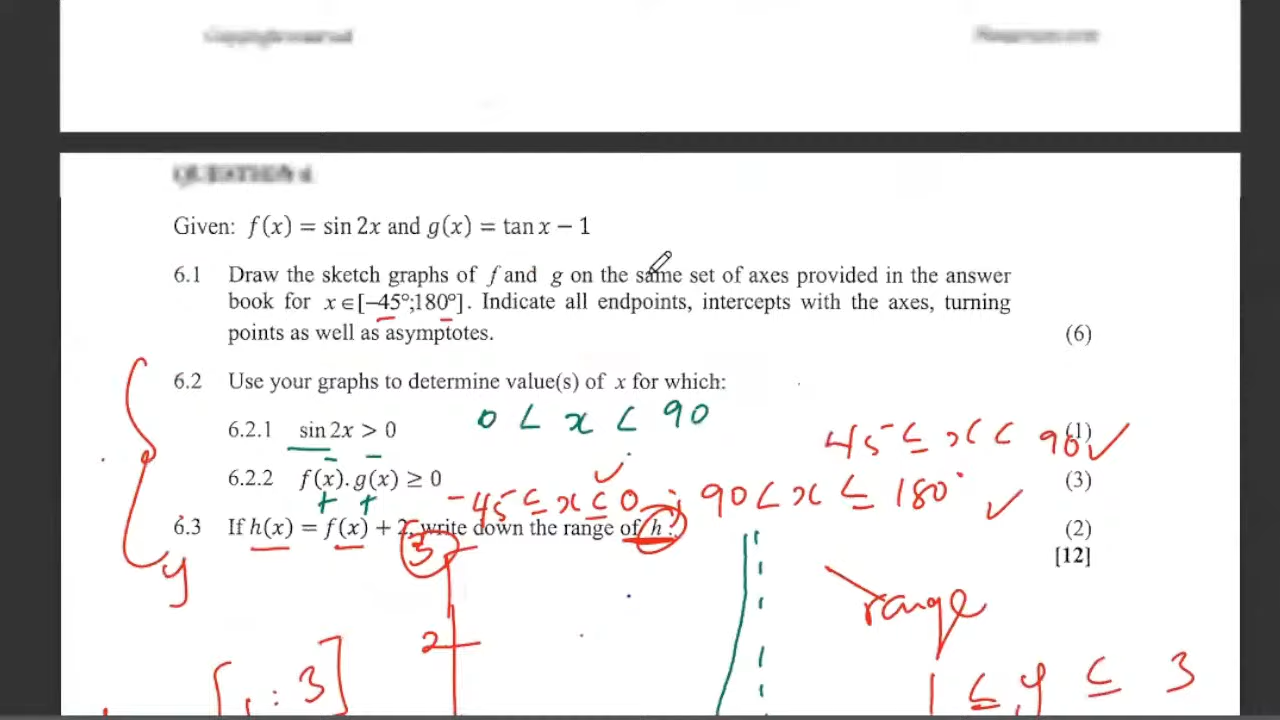 Given: f(x) = sin 2x and g(x) = tan x − 1
6.1 Draw the sketch graphs of f and g on the same set of axes provided in the answer
book for x ∈ [−45°;180°]. Indicate all endpoints, intercepts with the axes, turning
points as well as asymptotes. (6)
6.2 Use your graphs to determine value(s) of x for which:
0 < x < 90
6.2.1 sin 2x > 0 (1)
45 ≤ x < 90 ✓
6.2.2 f(x). g(x) ≥ 0 (3)
-45 ≤ x ≤ 0 ; 90 < x ≤ 180° ✓
+ +
6.3 If h(x) = f(x) + 2, write down the range of h. (2)
[12]
3
y
range
2
[1 ; 3]
1 ≤ y ≤ 3